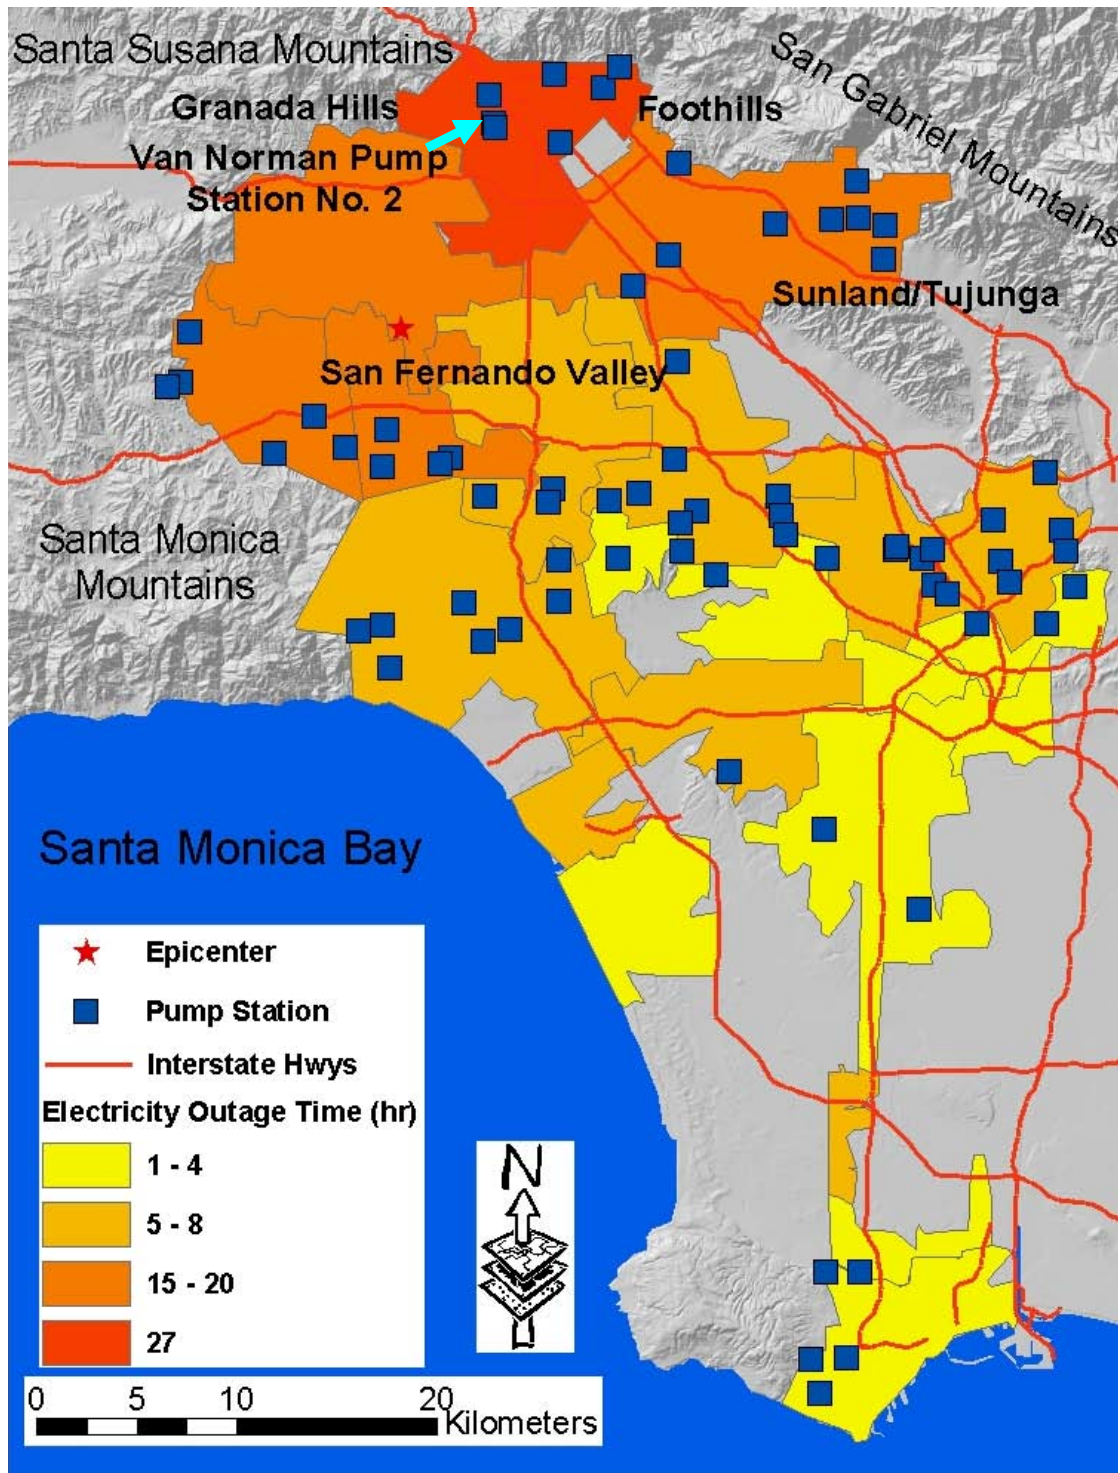 Santa Susana Mountains
San Gabriel Mountains
Granada Hills
Foothills
Van Norman Pump
Station No. 2
Sunland/Tujunga
San Fernando Valley
Santa Monica
Mountains
Santa Monica Bay
Epicenter
Pump Station
Interstate Hwys
Electricity Outage Time (hr)
1 - 4
5 - 8
15 - 20
27
N
0 5 10 20
Kilometers